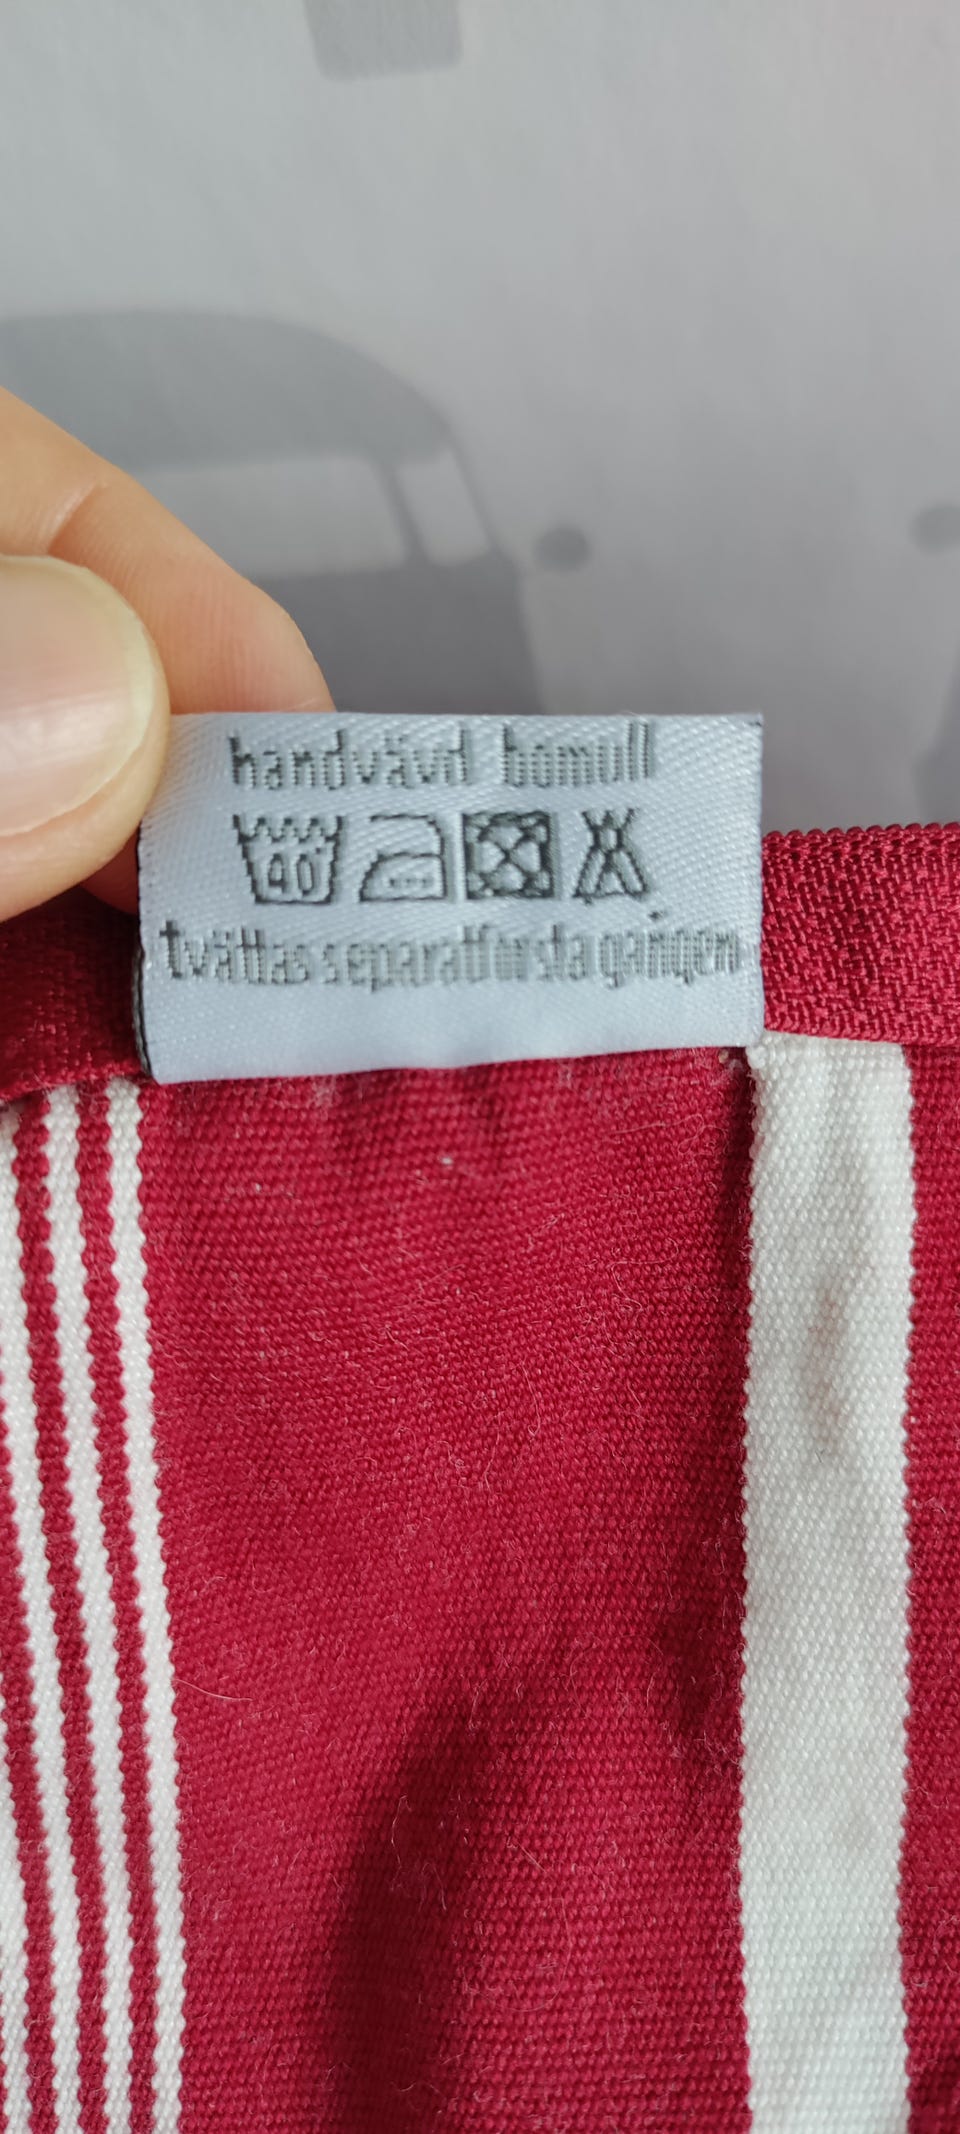 handvävd bomull
40°
tvättas separat första gången